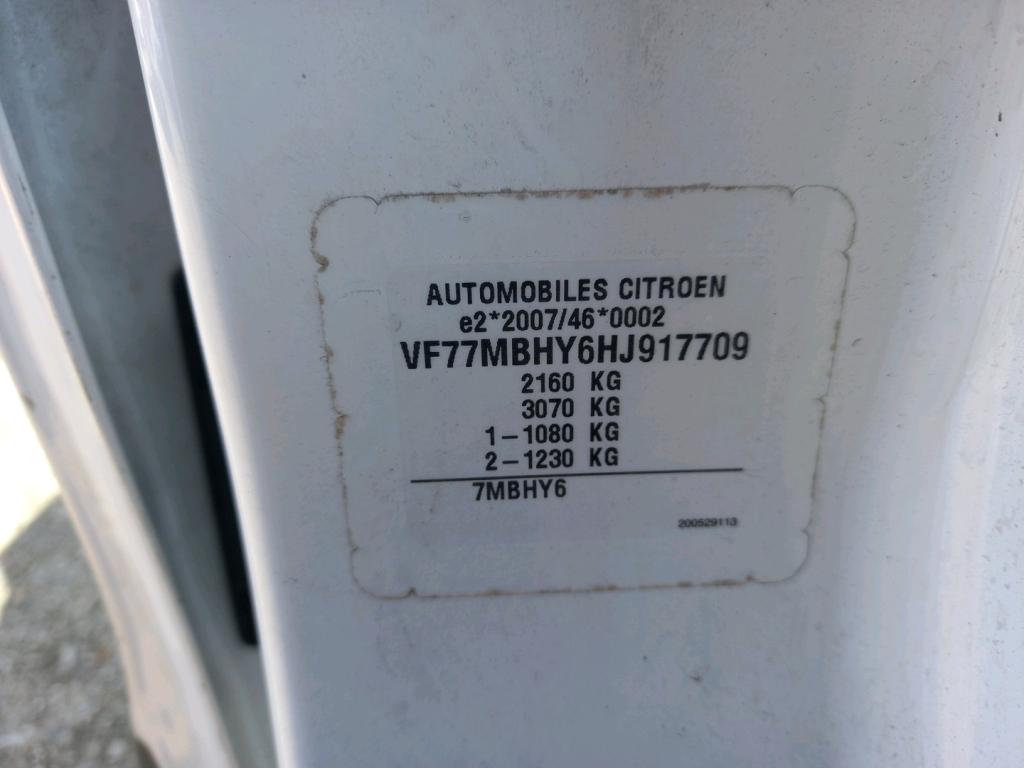 AUTOMOBILES CITROEN
e2*2007/46*0002
VF77MBHY6HJ917709
2160 KG
3070 KG
1-1080 KG
2-1230 KG
7MBHY6
200529113